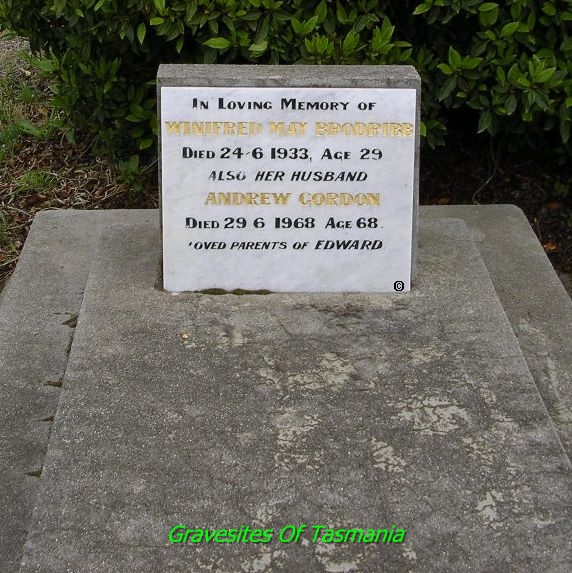 In Loving Memory of
WINIFRED MAY BRODRIBB
Died 24-6 1933, Age 29
ALSO HER HUSBAND
ANDREW GORDON
Died 29 6 1968 Age 68.
LOVED PARENTS OF EDWARD.
©
Gravesites Of Tasmania